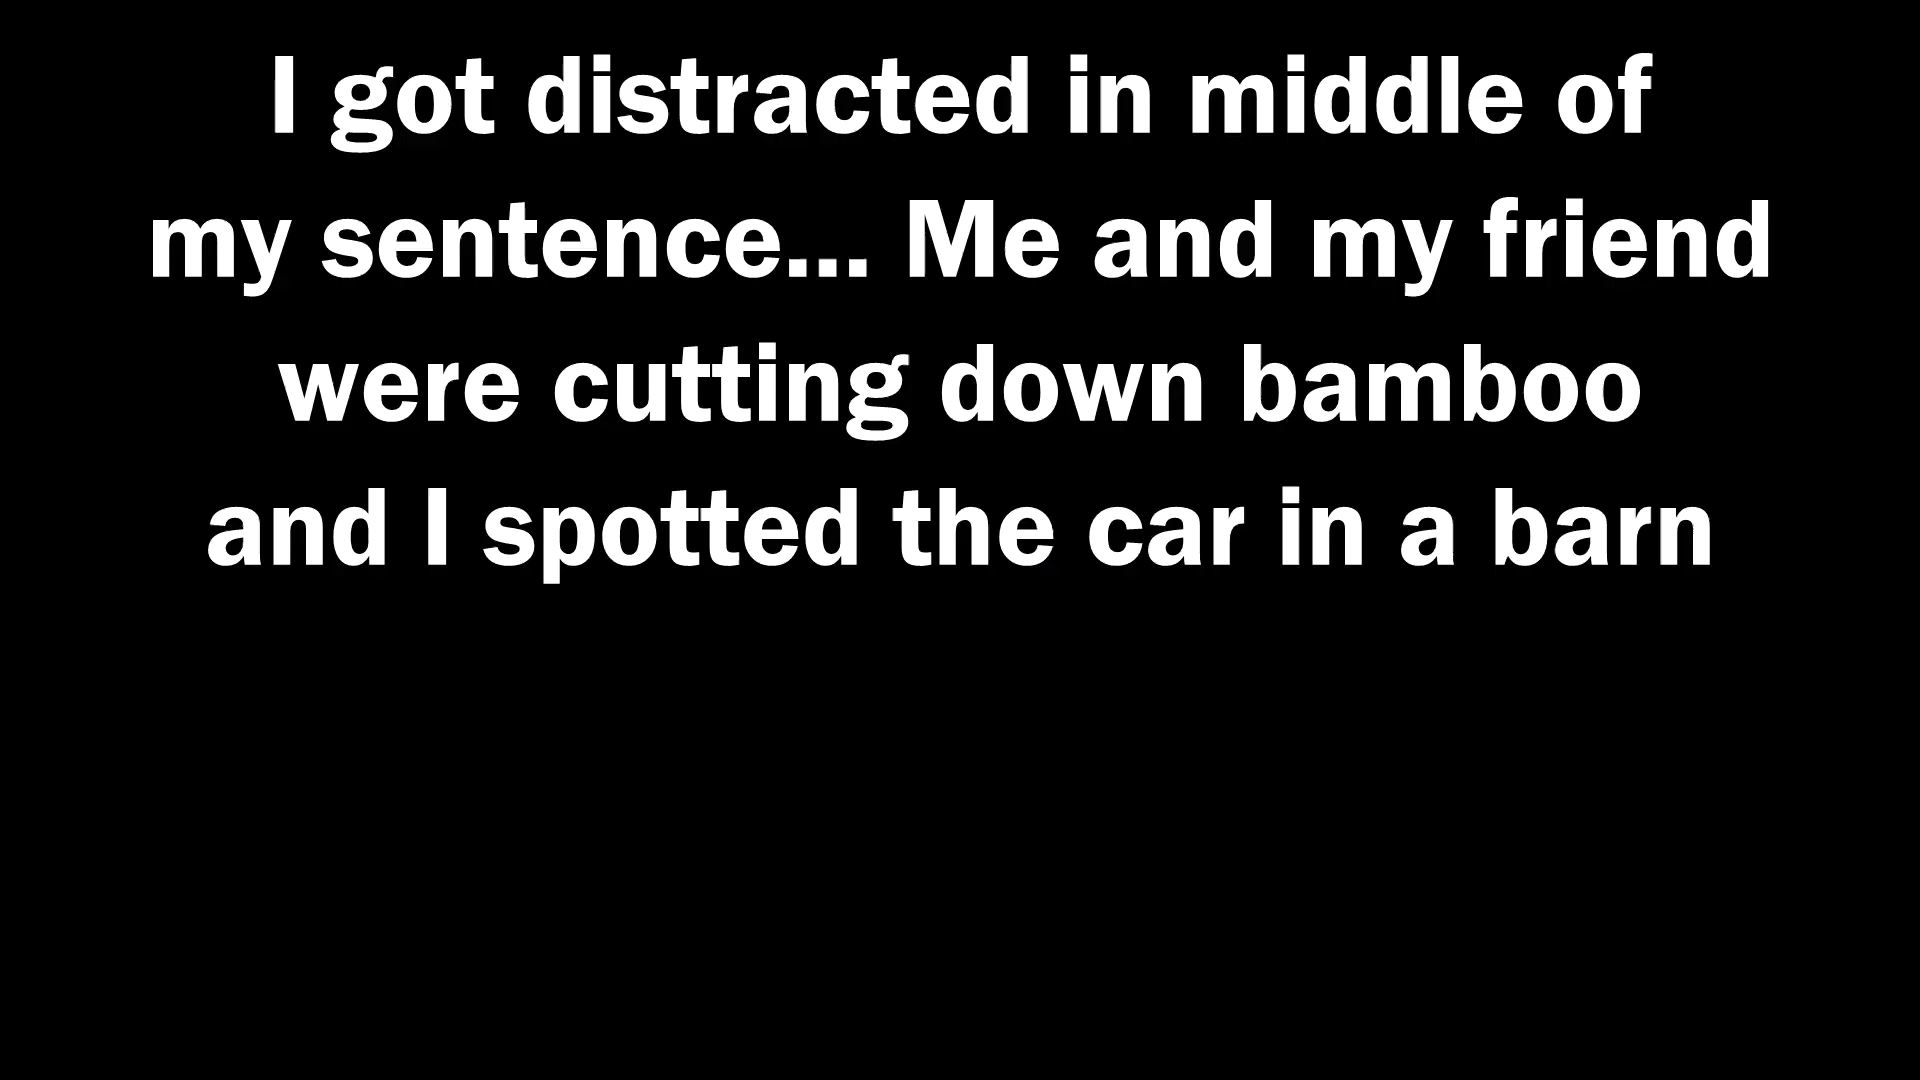 I got distracted in middle of
my sentence... Me and my friend
were cutting down bamboo
and I spotted the car in a barn